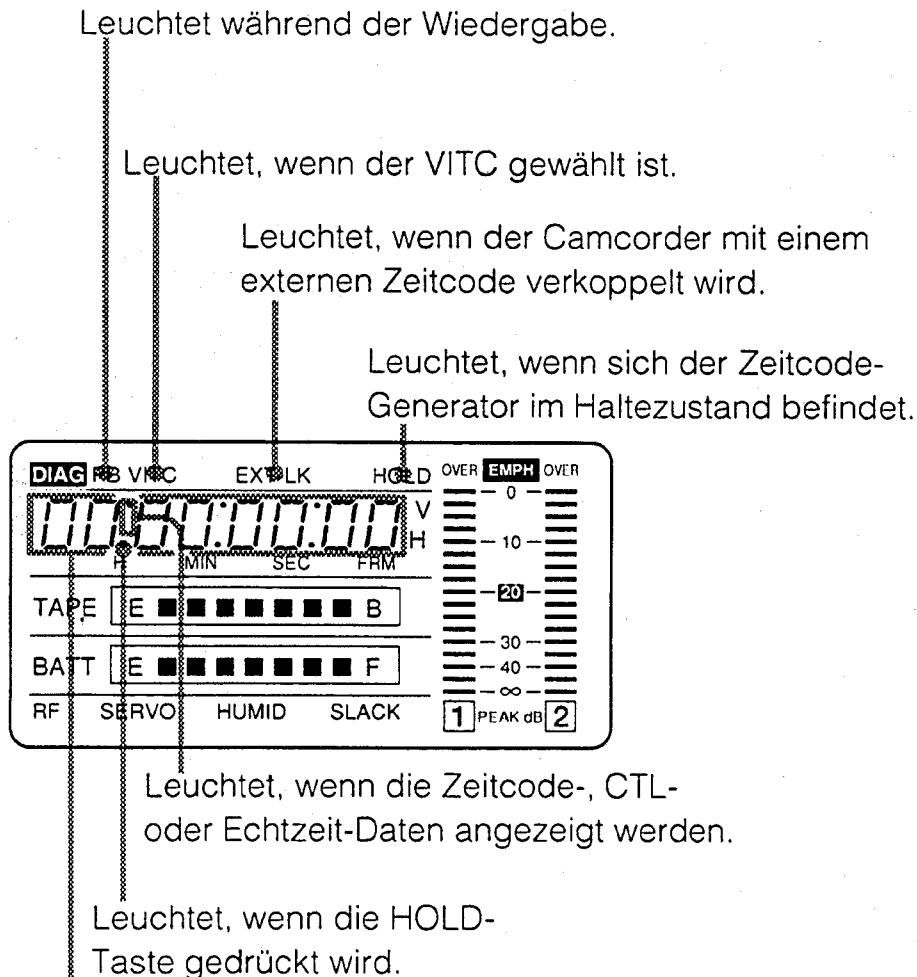 Leuchtet während der Wiedergabe.
Leuchtet, wenn der VITC gewählt ist.
Leuchtet, wenn der Camcorder mit einem
externen Zeitcode verkoppelt wird.
Leuchtet, wenn sich der Zeitcode-
Generator im Haltezustand befindet.
DIAG PB VITC EXT-LK HOLD OVER EMPH OVER
0
V
H
H MIN SEC FRM
10
TAPE E B
20
30
BATT E F
40
∞
RF SERVO HUMID SLACK 1 PEAK dB 2
Leuchtet, wenn die Zeitcode-, CTL-
oder Echtzeit-Daten angezeigt werden.
Leuchtet, wenn die HOLD-
Taste gedrückt wird.